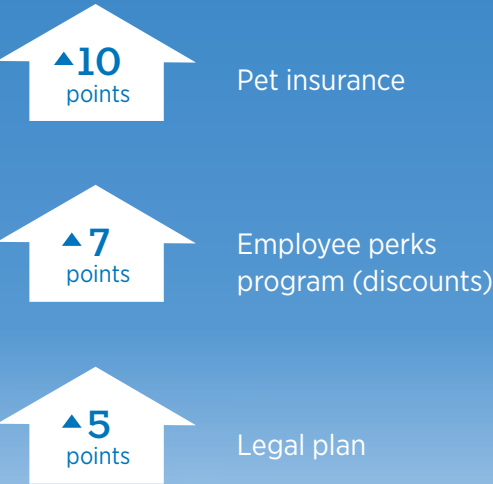 ▲10
points
Pet insurance
▲7
points
Employee perks
program (discounts)
▲5
points
Legal plan